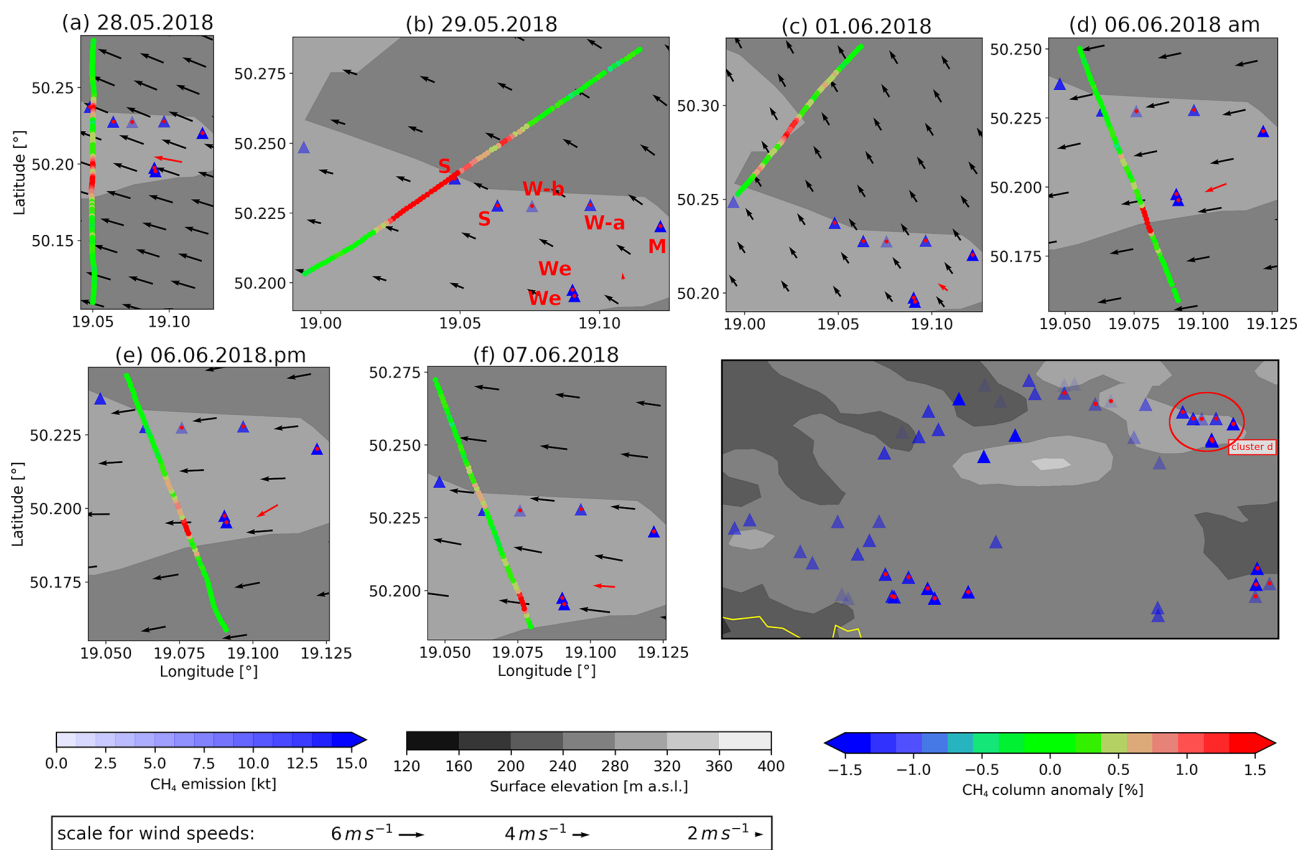 (a) 28.05.2018
(b) 29.05.2018
(c) 01.06.2018
(d) 06.06.2018 am
Latitude [°]
50.25
50.20
50.15
19.05
19.10
50.275
50.250
50.225
50.200
19.00
19.05
19.10
S
S
W-b
W-a
M
We
We
50.30
50.25
50.20
19.00
19.05
19.10
50.250
50.225
50.200
50.175
19.050
19.075
19.100
19.125
(e) 06.06.2018.pm
(f) 07.06.2018
Latitude [°]
50.225
50.200
50.175
19.050
19.075
19.100
19.125
Longitude [°]
50.275
50.250
50.225
50.200
19.050
19.075
19.100
19.125
Longitude [°]
cluster d
0.0
2.5
5.0
7.5
10.0
12.5
15.0
CH₄ emission [kt]
120
160
200
240
280
320
360
400
Surface elevation [m a.s.l.]
−1.5
−1.0
−0.5
0.0
0.5
1.0
1.5
CH₄ column anomaly [%]
scale for wind speeds: 6 m s⁻¹ 4 m s⁻¹ 2 m s⁻¹